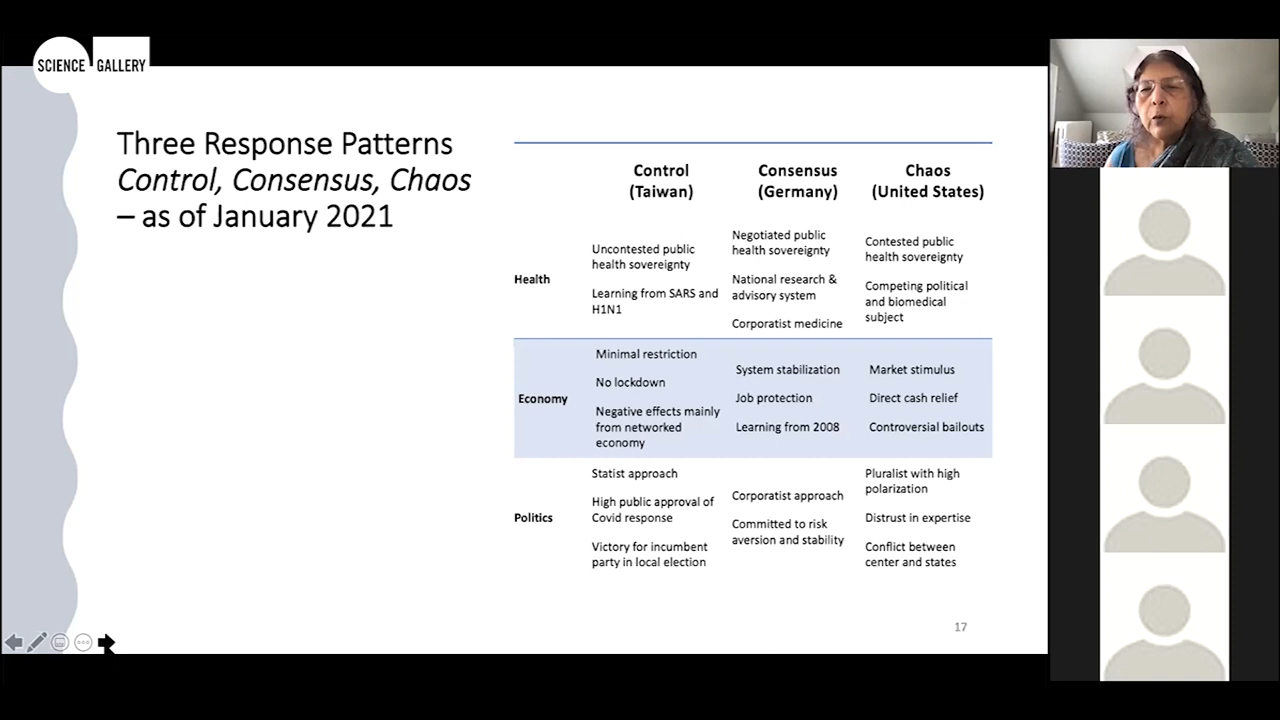 SCIENCE GALLERY
Three Response Patterns
Control, Consensus, Chaos
– as of January 2021
Control
(Taiwan)
Consensus
(Germany)
Chaos
(United States)
Health
Uncontested public
health sovereignty
Learning from SARS and
H1N1
Negotiated public
health sovereignty
National research &
advisory system
Corporatist medicine
Contested public
health sovereignty
Competing political
and biomedical
subject
Economy
Minimal restriction
No lockdown
Negative effects mainly
from networked
economy
System stabilization
Job protection
Learning from 2008
Market stimulus
Direct cash relief
Controversial bailouts
Politics
Statist approach
High public approval of
Covid response
Victory for incumbent
party in local election
Corporatist approach
Committed to risk
aversion and stability
Pluralist with high
polarization
Distrust in expertise
Conflict between
center and states
17